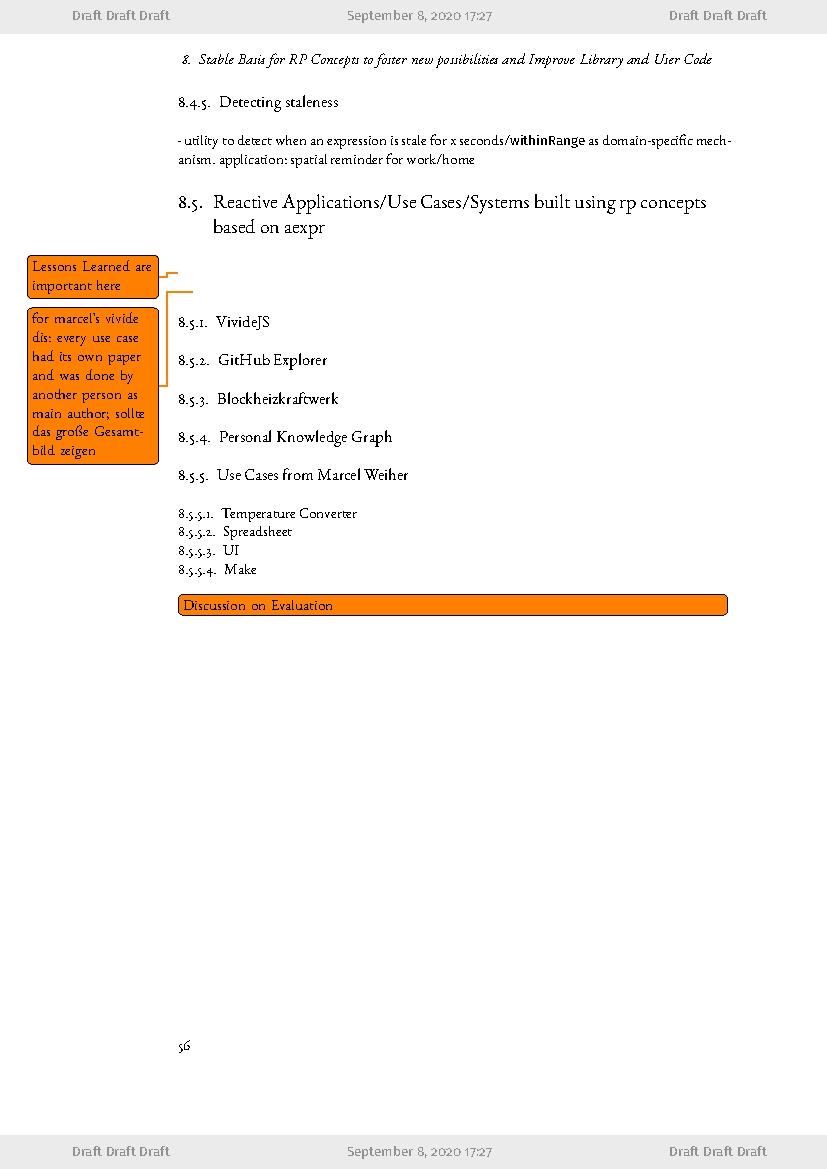 Draft Draft Draft September 8, 2020 17:27 Draft Draft Draft
8. Stable Basis for RP Concepts to foster new possibilities and Improve Library and User Code
8.4.5. Detecting staleness
- utility to detect when an expression is stale for x seconds/withinRange as domain-specific mech-
anism. application: spatial reminder for work/home
8.5. Reactive Applications/Use Cases/Systems built using rp concepts
based on aexpr
Lessons Learned are
important here
for marcel's vivide
dis: every use case
had its own paper
and was done by
another person as
main author; sollte
das große Gesamt-
bild zeigen
8.5.1. VivideJS
8.5.2. GitHub Explorer
8.5.3. Blockheizkraftwerk
8.5.4. Personal Knowledge Graph
8.5.5. Use Cases from Marcel Weiher
8.5.5.1. Temperature Converter
8.5.5.2. Spreadsheet
8.5.5.3. UI
8.5.5.4. Make
Discussion on Evaluation
56
Draft Draft Draft September 8, 2020 17:27 Draft Draft Draft